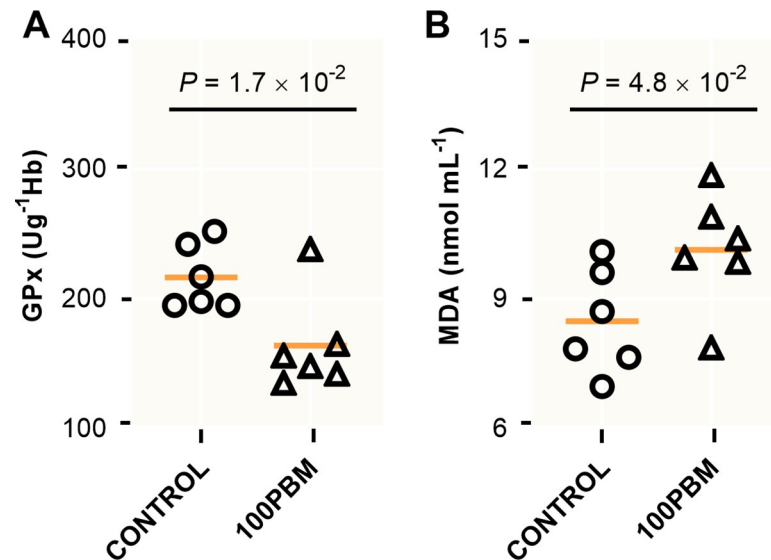 A
400
300
200
100
GPx (Ug⁻¹Hb)
P = 1.7 × 10⁻²
CONTROL
100PBM
B
15
12
9
6
MDA (nmol mL⁻¹)
P = 4.8 × 10⁻²
CONTROL
100PBM